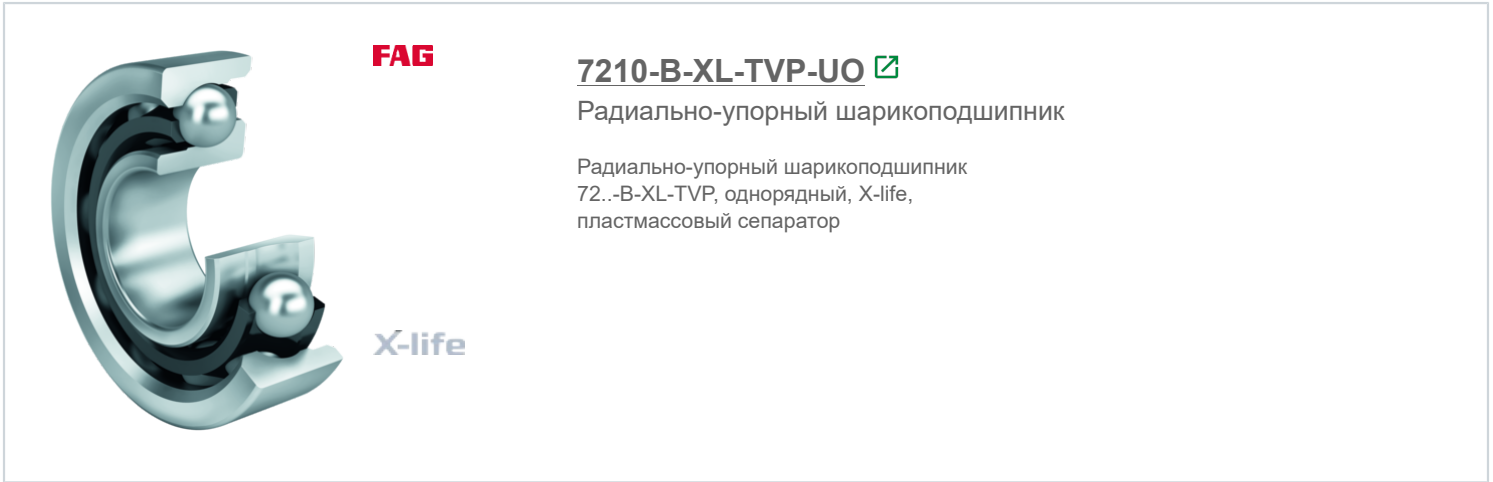 FAG
7210-B-XL-TVP-UO
Радиально-упорный шарикоподшипник
Радиально-упорный шарикоподшипник
72..-B-XL-TVP, однорядный, X-life,
пластмассовый сепаратор
X-life